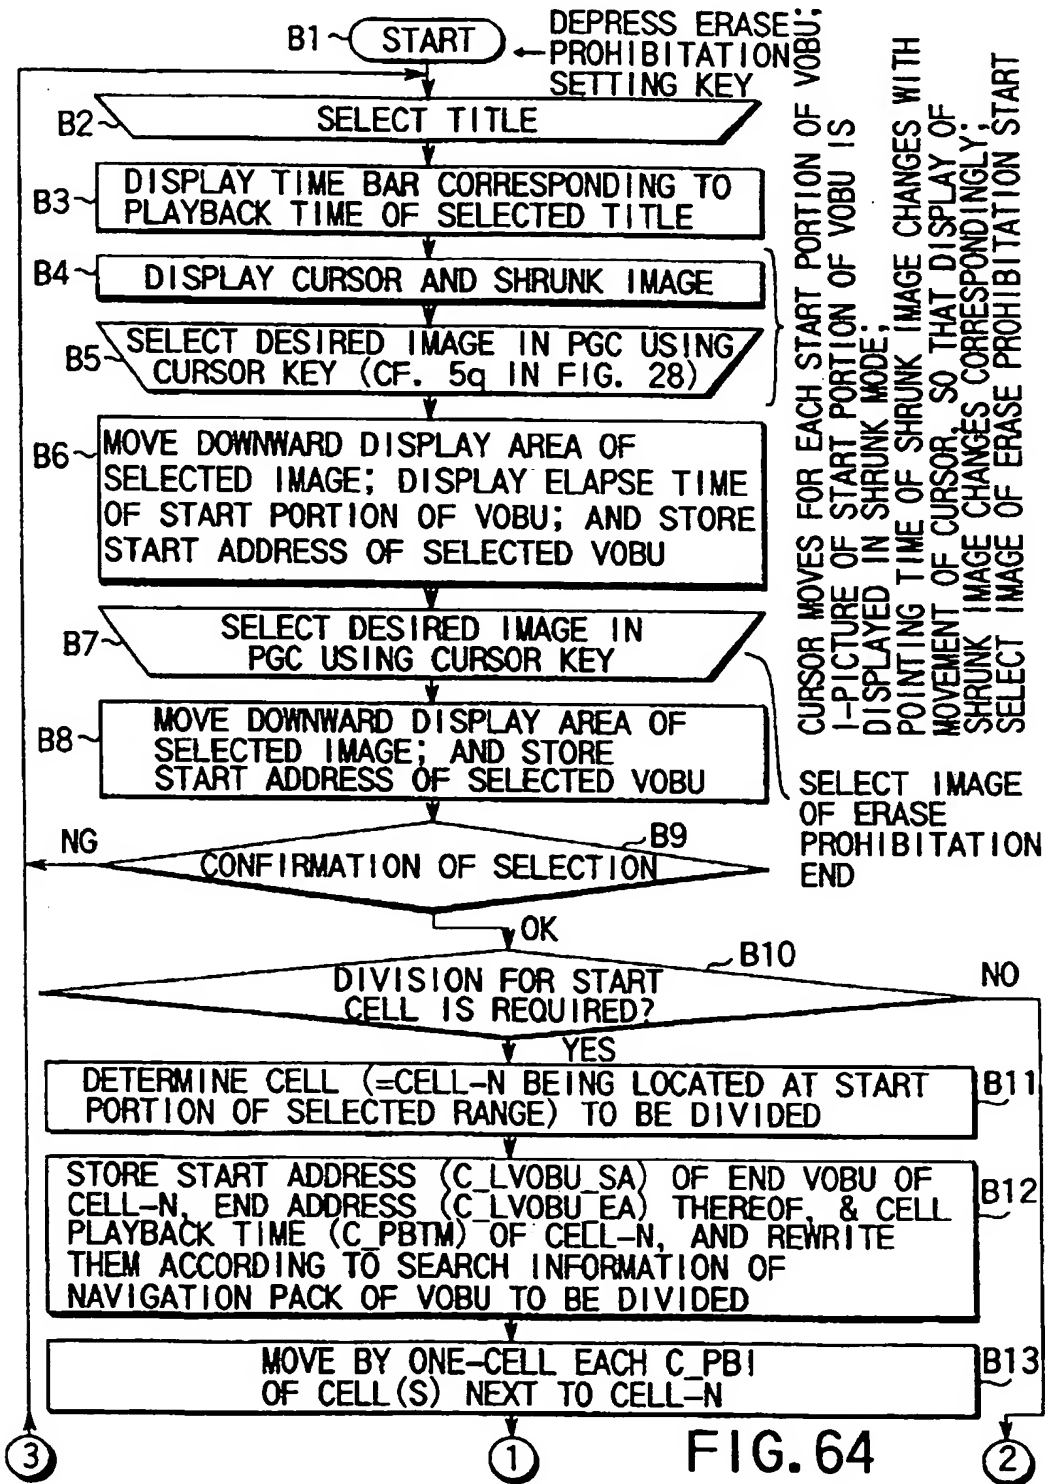 B1
START
DEPRESS ERASE
PROHIBITATION
SETTING KEY
B2
SELECT TITLE
B3
DISPLAY TIME BAR CORRESPONDING TO
PLAYBACK TIME OF SELECTED TITLE
B4
DISPLAY CURSOR AND SHRUNK IMAGE
B5
SELECT DESIRED IMAGE IN PGC USING
CURSOR KEY (CF. 5q IN FIG. 28)
CURSOR MOVES FOR EACH START PORTION OF VOBU;
I-PICTURE OF START PORTION OF VOBU IS
DISPLAYED IN SHRUNK MODE;
POINTING TIME OF SHRUNK IMAGE CHANGES WITH
MOVEMENT OF CURSOR, SO THAT DISPLAY OF
SHRUNK IMAGE CHANGES CORRESPONDINGLY;
SELECT IMAGE OF ERASE PROHIBITATION START
B6
MOVE DOWNWARD DISPLAY AREA OF
SELECTED IMAGE; DISPLAY ELAPSE TIME
OF START PORTION OF VOBU; AND STORE
START ADDRESS OF SELECTED VOBU
B7
SELECT DESIRED IMAGE IN
PGC USING CURSOR KEY
B8
MOVE DOWNWARD DISPLAY AREA OF
SELECTED IMAGE; AND STORE
START ADDRESS OF SELECTED VOBU
SELECT IMAGE
OF ERASE
PROHIBITATION
END
NG
B9
CONFIRMATION OF SELECTION
OK
B10
DIVISION FOR START
CELL IS REQUIRED?
NO
YES
DETERMINE CELL (=CELL-N BEING LOCATED AT START
PORTION OF SELECTED RANGE) TO BE DIVIDED
B11
STORE START ADDRESS (C_LVOBU_SA) OF END VOBU OF
CELL-N, END ADDRESS (C_LVOBU_EA) THEREOF, & CELL
PLAYBACK TIME (C_PBTM) OF CELL-N, AND REWRITE
THEM ACCORDING TO SEARCH INFORMATION OF
NAVIGATION PACK OF VOBU TO BE DIVIDED
B12
MOVE BY ONE-CELL EACH C_PBI
OF CELL(S) NEXT TO CELL-N
B13
3
1
FIG. 64
2